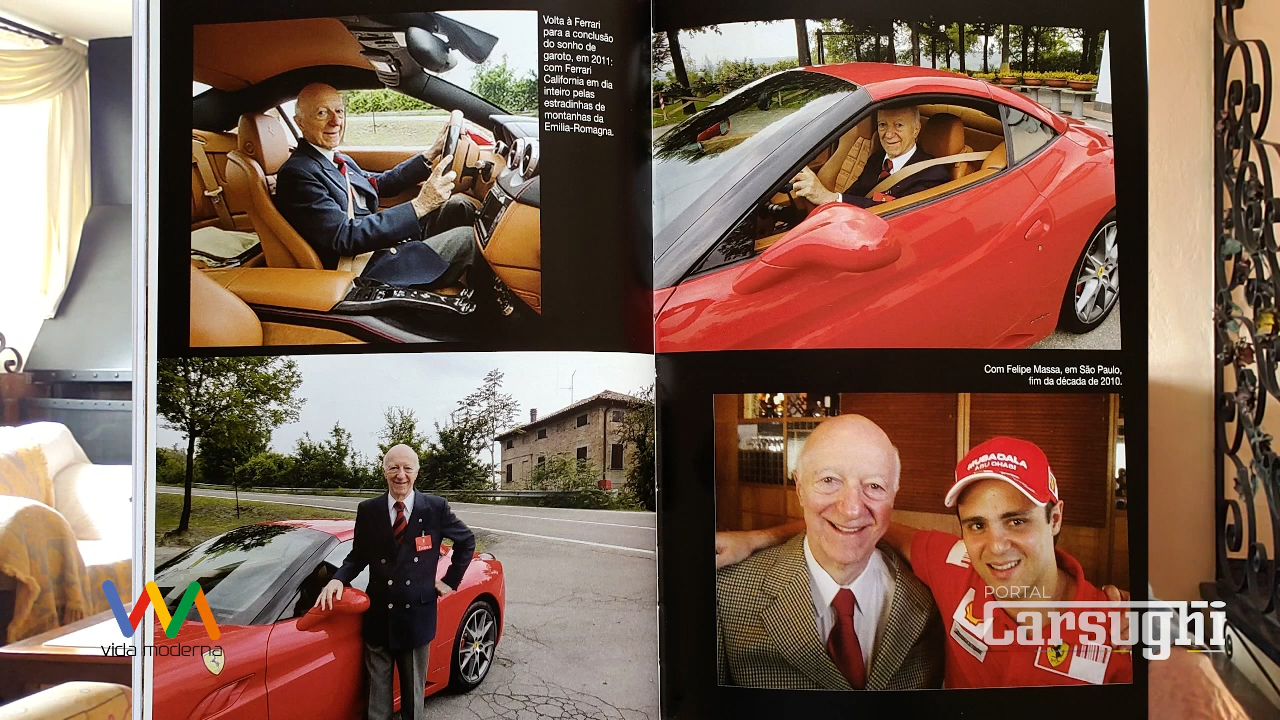 Volta à Ferrari
para a conclusão
do sonho de
garoto, em 2011:
com Ferrari
California em dia
inteiro pelas
estradinhas de
montanhas da
Emilia-Romagna.
Com Felipe Massa, em São Paulo,
fim da década de 2010.
MUBADALA
ABU DHABI
vida moderna
PORTAL
Carsughi